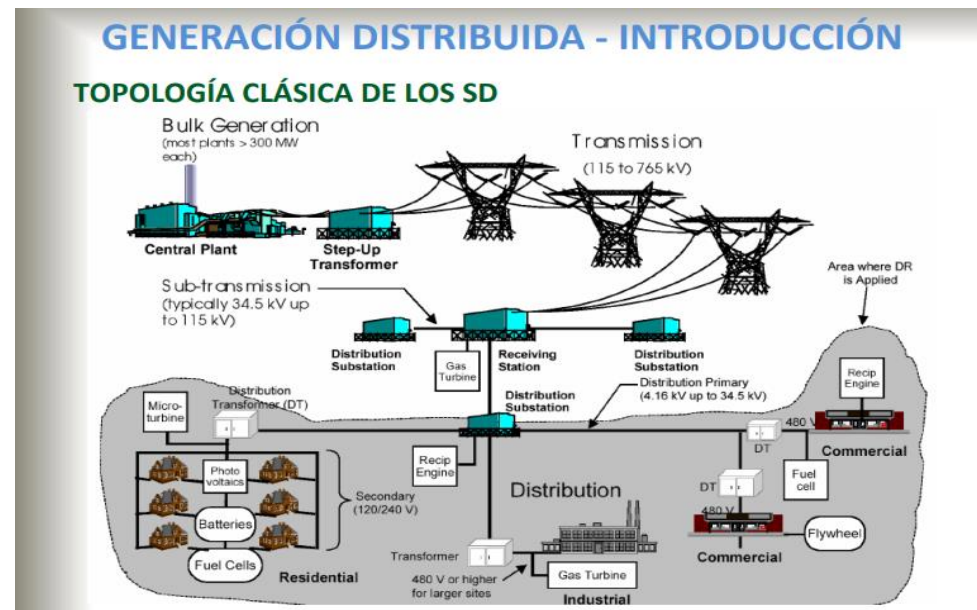 GENERACIÓN DISTRIBUIDA - INTRODUCCIÓN
TOPOLOGÍA CLÁSICA DE LOS SD
Bulk Generation
(most plants > 300 MW
each)
Transmission
(115 to 765 kV)
Central Plant
Step-Up
Transformer
Sub-transmission
(typically 34.5 kV up
to 115 kV)
Area where DR
is Applied
Distribution
Substation
Gas
Turbine
Receiving
Station
Distribution
Substation
Distribution
Substation
Distribution Primary
(4.16 kV up to 34.5 kV)
Recip
Engine
Micro-
turbine
Distribution
Transformer (DT)
480 V
DT
Commercial
Photo
voltaics
Batteries
Fuel Cells
Secondary
(120/240 V)
Residential
Recip
Engine
Distribution
Fuel
cell
DT
480 V
Flywheel
Commercial
Transformer
480 V or higher
for larger sites
Gas Turbine
Industrial